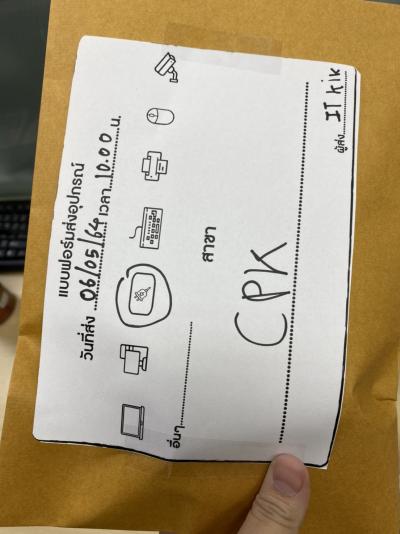 แบบฟอร์มส่งอุปกรณ์
วันที่ส่ง 06/05/64 เวลา 10.00 น.
อื่นๆ
สาขา
CPK
ผู้ส่ง IT kik